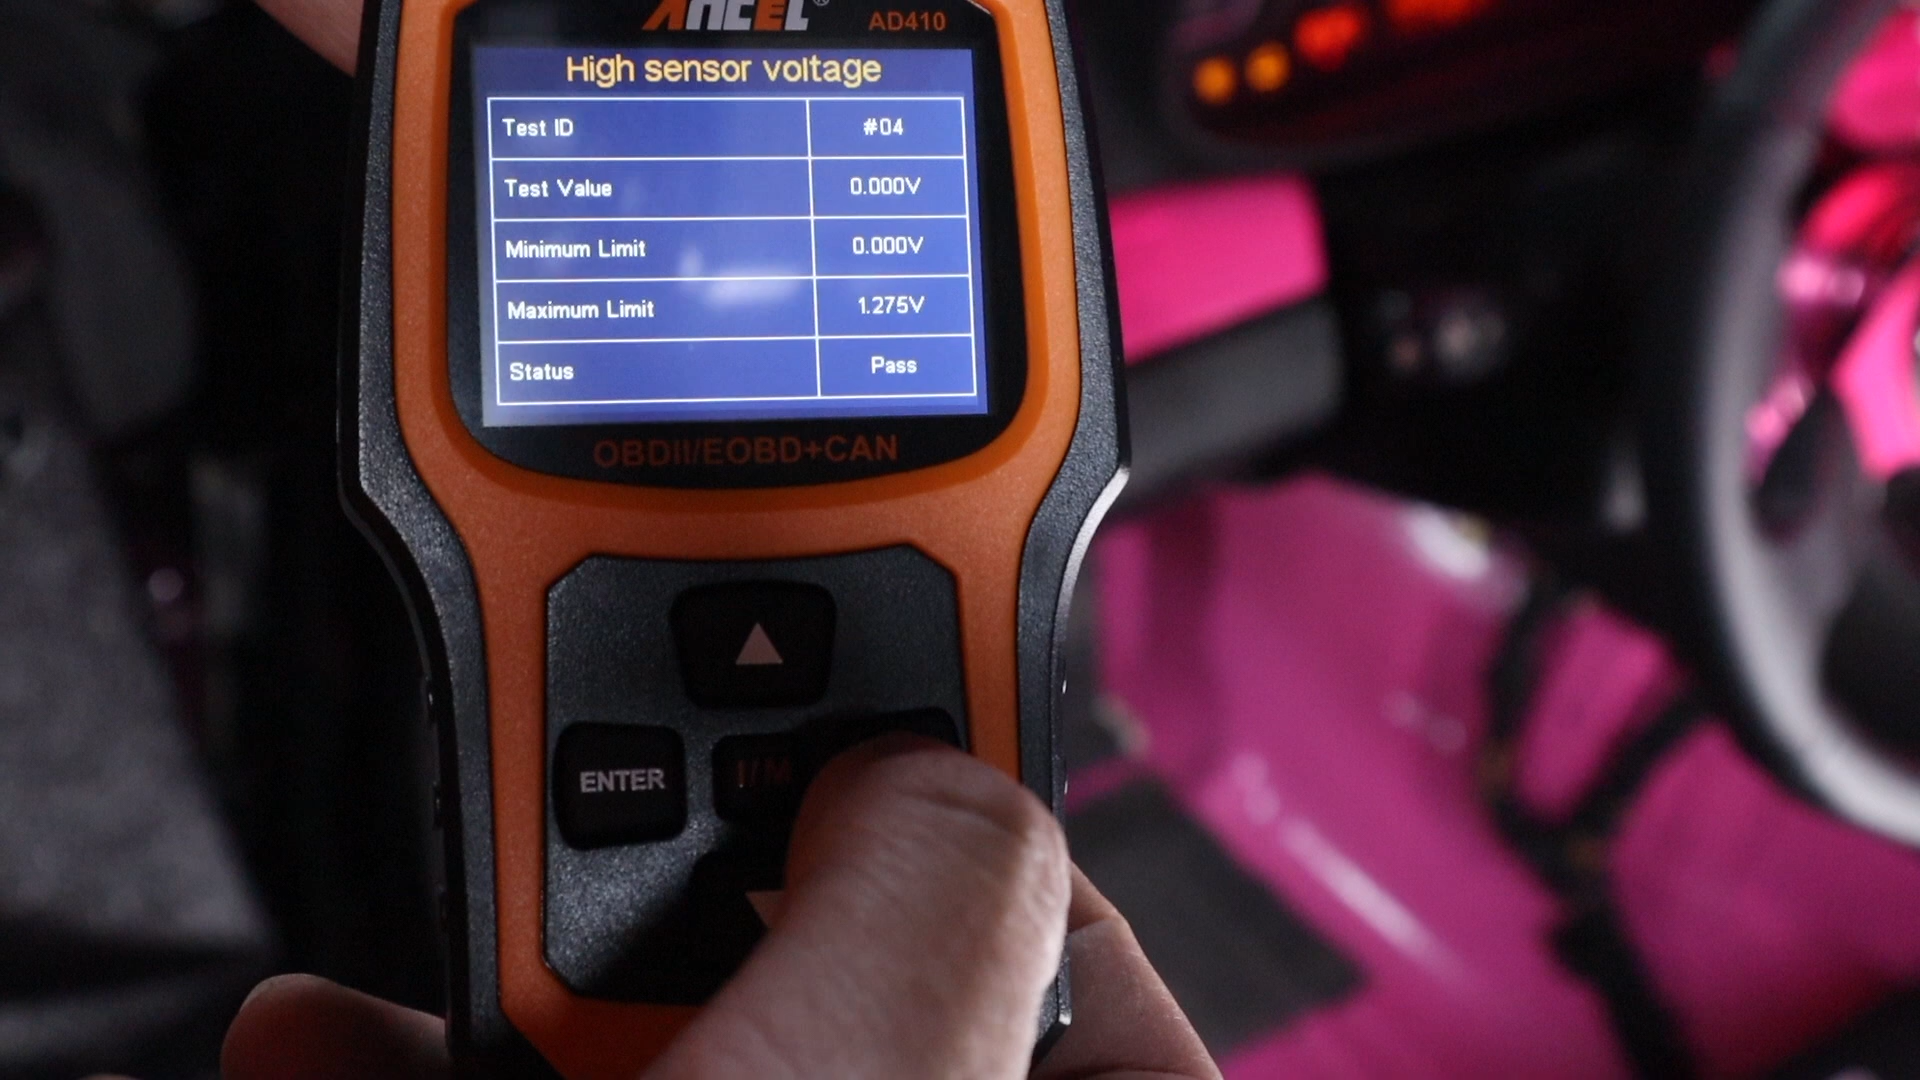 ANCEL® AD410
High sensor voltage
Test ID #04
Test Value 0.000V
Minimum Limit 0.000V
Maximum Limit 1.275V
Status Pass
OBDII/EOBD+CAN
ENTER I/M